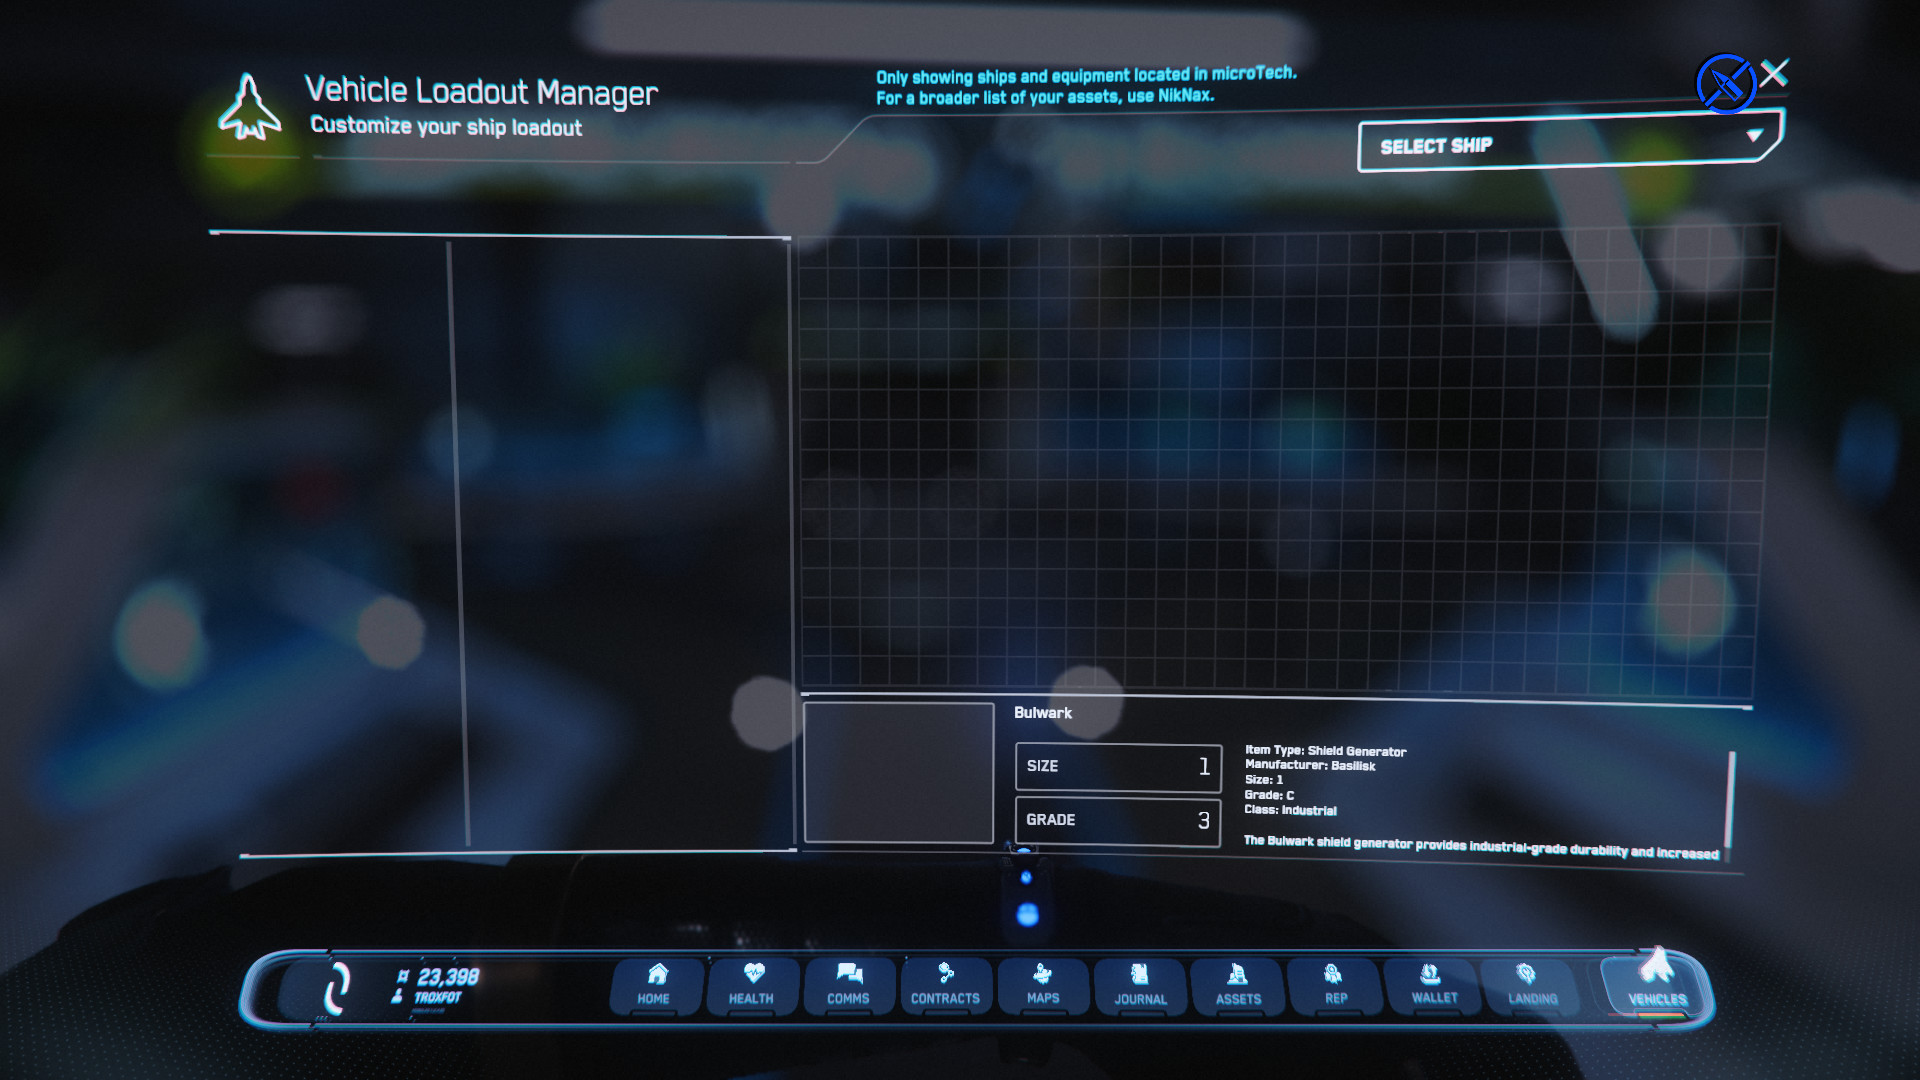 Vehicle Loadout Manager
Customize your ship loadout
Only showing ships and equipment located in microTech.
For a broader list of your assets, use NikNax.
SELECT SHIP
Bulwark
SIZE 1
GRADE 3
Item Type: Shield Generator
Manufacturer: Basilisk
Size: 1
Grade: C
Class: Industrial
The Bulwark shield generator provides industrial-grade durability and increased
23,398
TROXFOT
HOME
HEALTH
COMMS
CONTRACTS
MAPS
JOURNAL
ASSETS
REP
WALLET
LANDING
VEHICLES